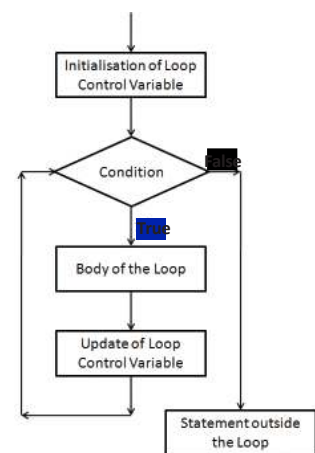 Initialisation of Loop
Control Variable
Condition
False
True
Body of the Loop
Update of Loop
Control Variable
Statement outside
the Loop